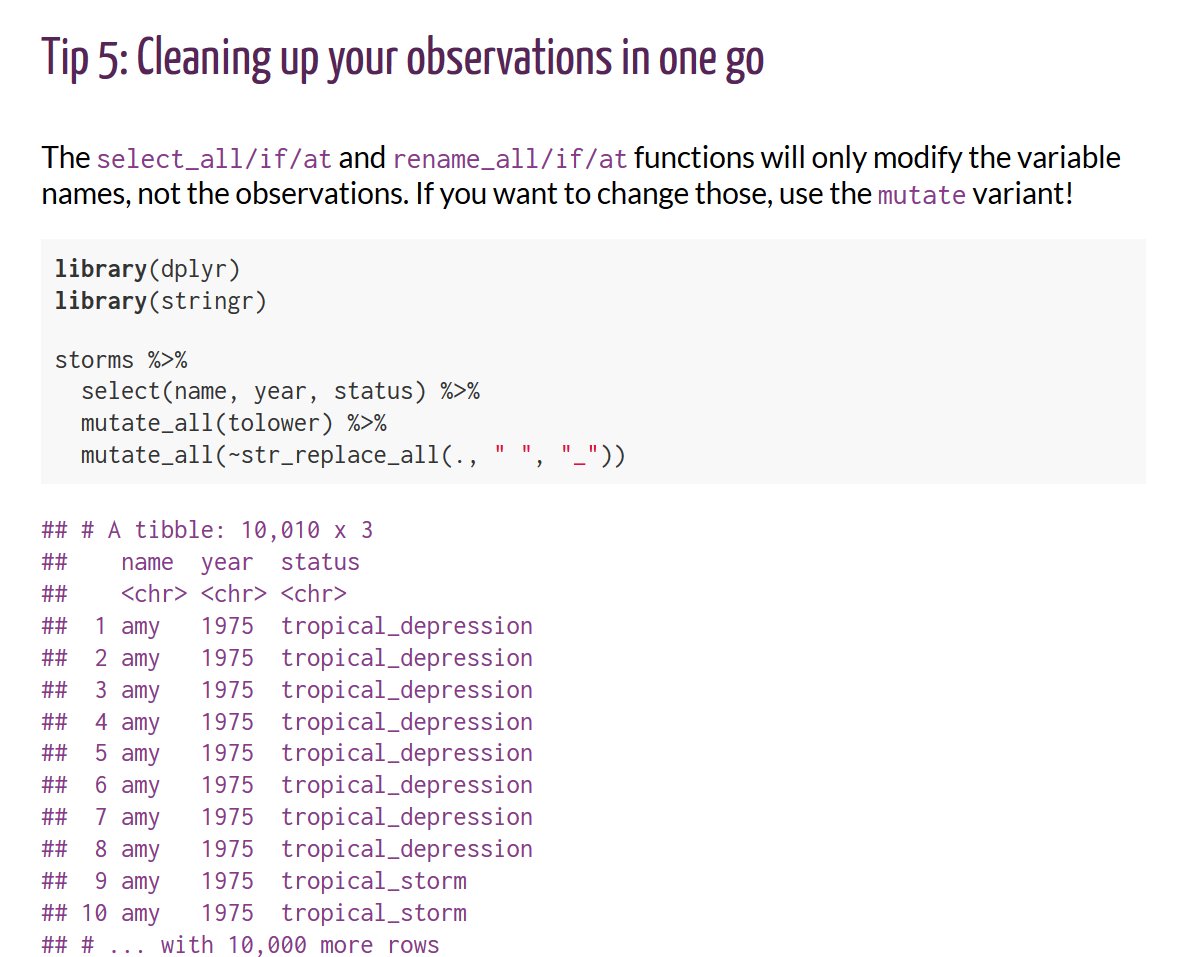 Tip 5: Cleaning up your observations in one go
The select_all/if/at and rename_all/if/at functions will only modify the variable
names, not the observations. If you want to change those, use the mutate variant!
library(dplyr)
library(stringr)
storms %>%
  select(name, year, status) %>%
  mutate_all(tolower) %>%
  mutate_all(~str_replace_all(., " ", "_"))
## # A tibble: 10,010 x 3
##    name  year  status
##    <chr> <chr> <chr>
##  1 amy   1975  tropical_depression
##  2 amy   1975  tropical_depression
##  3 amy   1975  tropical_depression
##  4 amy   1975  tropical_depression
##  5 amy   1975  tropical_depression
##  6 amy   1975  tropical_depression
##  7 amy   1975  tropical_depression
##  8 amy   1975  tropical_depression
##  9 amy   1975  tropical_storm
## 10 amy   1975  tropical_storm
## # ... with 10,000 more rows